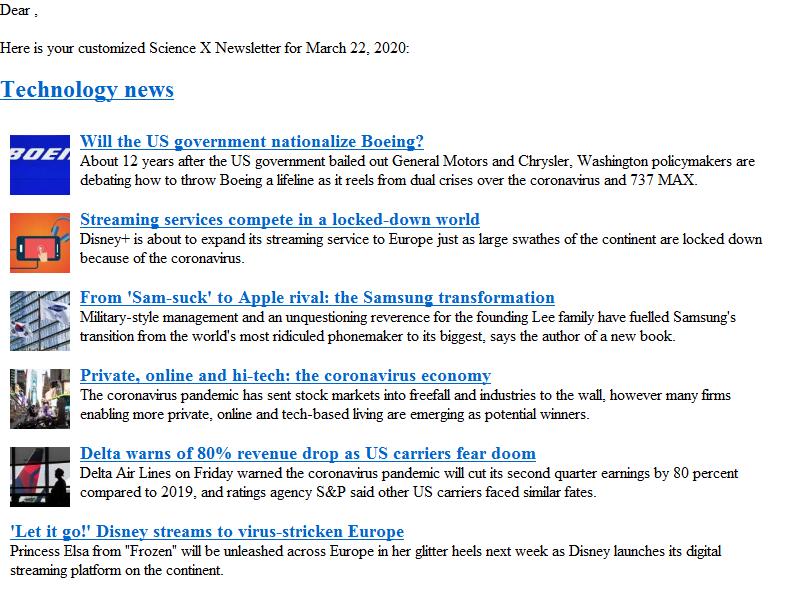 Dear ,
Here is your customized Science X Newsletter for March 22, 2020:
Technology news
BOEI
Will the US government nationalize Boeing?
About 12 years after the US government bailed out General Motors and Chrysler, Washington policymakers are
debating how to throw Boeing a lifeline as it reels from dual crises over the coronavirus and 737 MAX.
Streaming services compete in a locked-down world
Disney+ is about to expand its streaming service to Europe just as large swathes of the continent are locked down
because of the coronavirus.
From 'Sam-suck' to Apple rival: the Samsung transformation
Military-style management and an unquestioning reverence for the founding Lee family have fuelled Samsung's
transition from the world's most ridiculed phonemaker to its biggest, says the author of a new book.
Private, online and hi-tech: the coronavirus economy
The coronavirus pandemic has sent stock markets into freefall and industries to the wall, however many firms
enabling more private, online and tech-based living are emerging as potential winners.
Delta warns of 80% revenue drop as US carriers fear doom
Delta Air Lines on Friday warned the coronavirus pandemic will cut its second quarter earnings by 80 percent
compared to 2019, and ratings agency S&P said other US carriers faced similar fates.
'Let it go!' Disney streams to virus-stricken Europe
Princess Elsa from "Frozen" will be unleashed across Europe in her glitter heels next week as Disney launches its digital
streaming platform on the continent.